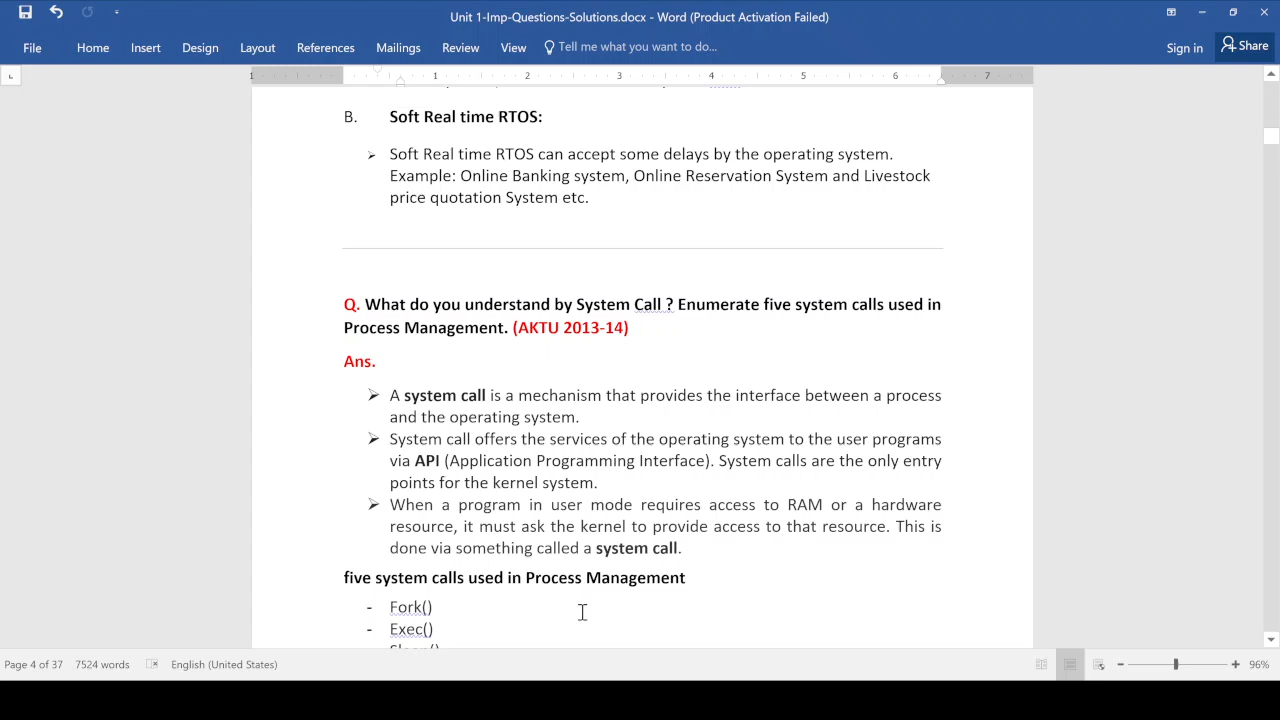 Unit 1-Imp-Questions-Solutions.docx - Word (Product Activation Failed)
File Home Insert Design Layout References Mailings Review View Tell me what you want to do... Sign in Share
1 1 2 3 4 5 6 7
B. Soft Real time RTOS:
➢ Soft Real time RTOS can accept some delays by the operating system.
Example: Online Banking system, Online Reservation System and Livestock
price quotation System etc.
Q. What do you understand by System Call ? Enumerate five system calls used in
Process Management. (AKTU 2013-14)
Ans.
➢ A system call is a mechanism that provides the interface between a process
and the operating system.
➢ System call offers the services of the operating system to the user programs
via API (Application Programming Interface). System calls are the only entry
points for the kernel system.
➢ When a program in user mode requires access to RAM or a hardware
resource, it must ask the kernel to provide access to that resource. This is
done via something called a system call.
five system calls used in Process Management
- Fork()
- Exec()
Page 4 of 37 7524 words English (United States) 96%